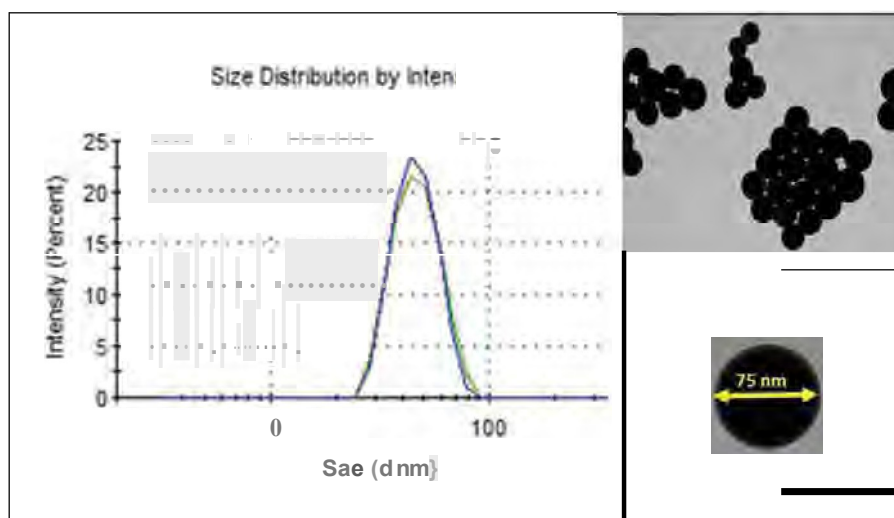 Size Distribution by Inten
25
20
15
10
5
0
Intensity (Percent)
0
100
Sae (d nm}
75 nm